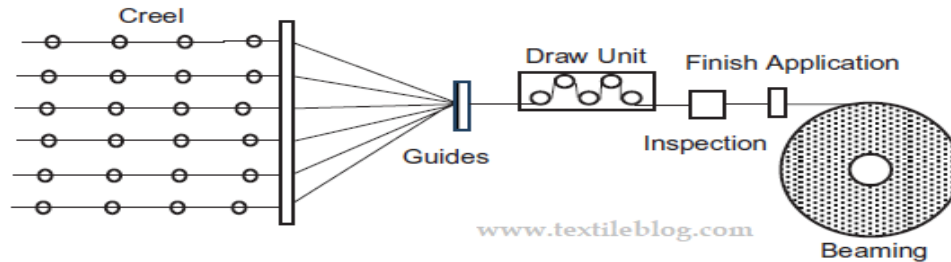 Creel
Draw Unit
Finish Application
Guides
Inspection
www.textileblog.com
Beaming